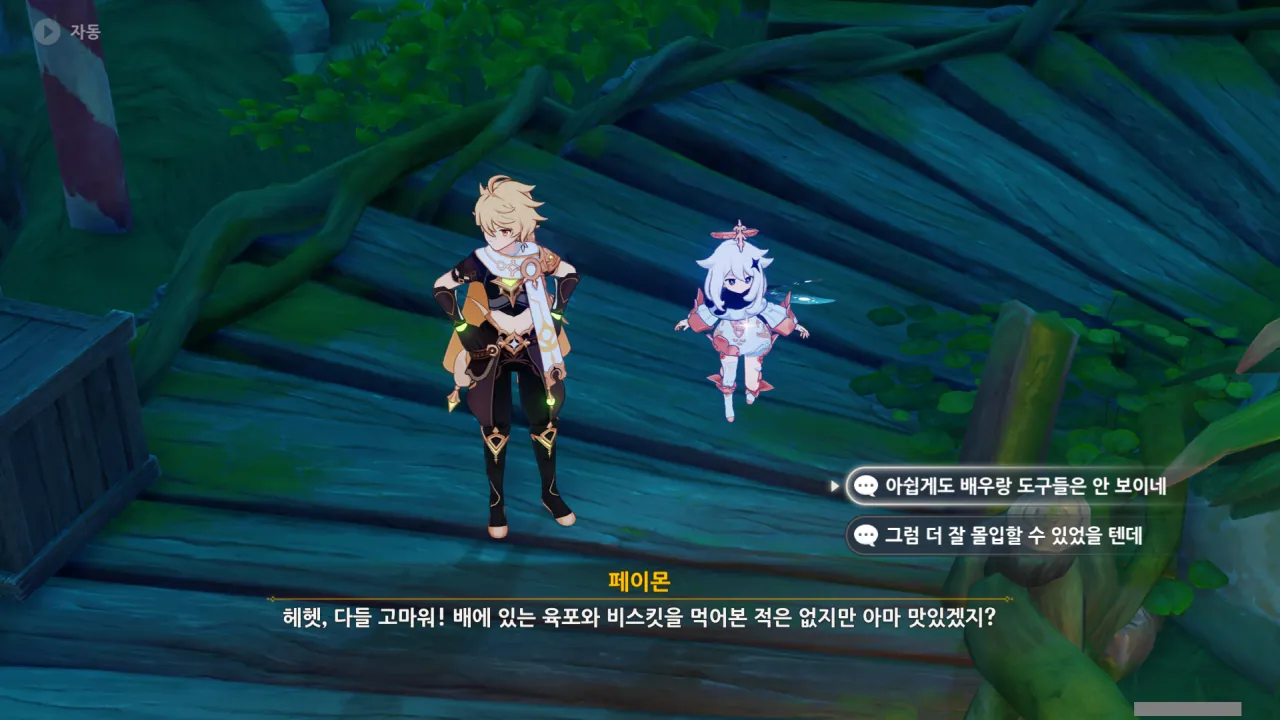 자동
아쉽게도 배우랑 도구들은 안 보이네
그럼 더 잘 몰입할 수 있었을 텐데
페이몬
헤헷, 다들 고마워! 배에 있는 육포와 비스킷을 먹어본 적은 없지만 아마 맛있겠지?